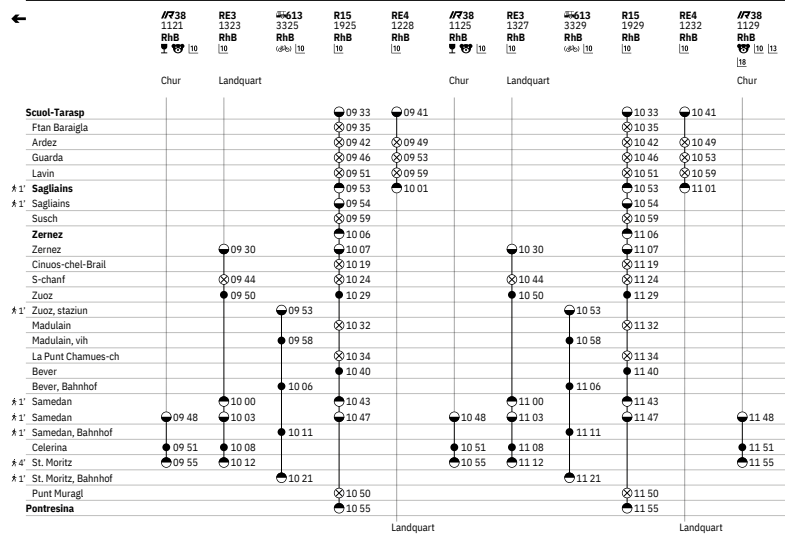 IR38 RE3 613 R15 RE4 IR38 RE3 613 R15 RE4 IR38
1121 1323 3325 1925 1228 1125 1327 3329 1929 1232 1129
RhB RhB RhB RhB RhB RhB RhB RhB RhB RhB RhB
10 10 10 10 10 10 10 10 10 10 10 13
18
Chur Landquart Chur Landquart Chur
Scuol-Tarasp 09 33 09 41 10 33 10 41
Ftan Baraigla 09 35 10 35
Ardez 09 42 09 49 10 42 10 49
Guarda 09 46 09 53 10 46 10 53
Lavin 09 51 09 59 10 51 10 59
1' Sagliains 09 53 10 01 10 53 11 01
1' Sagliains 09 54 10 54
Susch 09 59 10 59
Zernez 10 06 11 06
Zernez 09 30 10 07 10 30 11 07
Cinuos-chel-Brail 10 19 11 19
S-chanf 09 44 10 24 10 44 11 24
Zuoz 09 50 10 29 10 50 11 29
1' Zuoz, staziun 09 53 10 53
Madulain 10 32 11 32
Madulain, vih 09 58 10 58
La Punt Chamues-ch 10 34 11 34
Bever 10 40 11 40
Bever, Bahnhof 10 06 11 06
1' Samedan 10 00 10 43 11 00 11 43
1' Samedan 09 48 10 03 10 47 10 48 11 03 11 47 11 48
1' Samedan, Bahnhof 10 11 11 11
Celerina 09 51 10 08 10 51 11 08 11 51
4' St. Moritz 09 55 10 12 10 55 11 12 11 55
1' St. Moritz, Bahnhof 10 21 11 21
Punt Muragl 10 50 11 50
Pontresina 10 55 11 55
Landquart Landquart